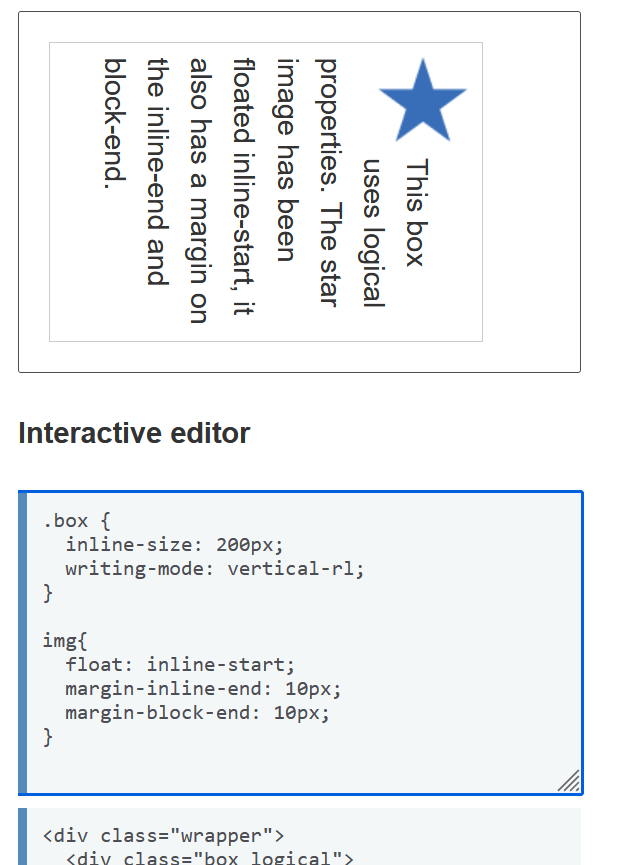 This box
uses logical
properties. The star
image has been
floated inline-start, it
also has a margin on
the inline-end and
block-end.
Interactive editor
.box {
  inline-size: 200px;
  writing-mode: vertical-rl;
}
img{
  float: inline-start;
  margin-inline-end: 10px;
  margin-block-end: 10px;
}
<div class="wrapper">
  <div class="box logical">